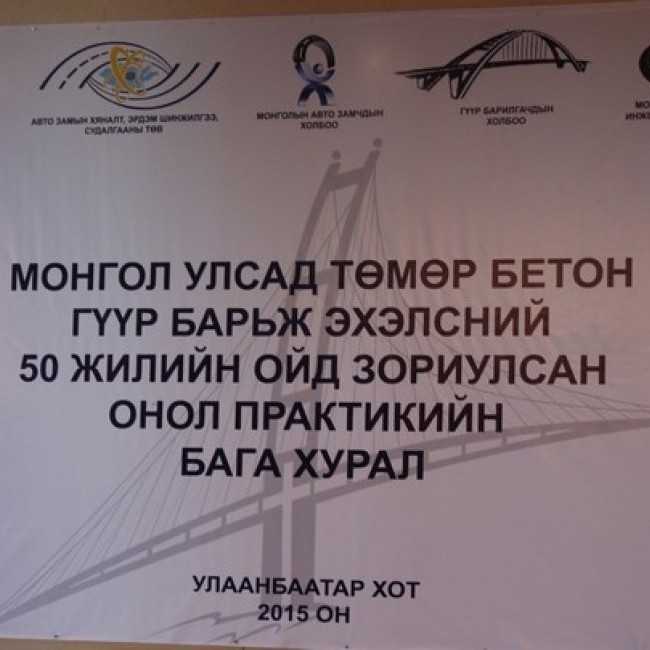 АВТО ЗАМЫН ХЯНАЛТ, ЭРДЭМ ШИНЖИЛГЭЭ,
СУДАЛГААНЫ ТӨВ
МОНГОЛЫН АВТО ЗАМЧДЫН
ХОЛБОО
ГҮҮР БАРИЛГАЧДЫН
ХОЛБОО
МОНГОЛ УЛСАД ТӨМӨР БЕТОН
ГҮҮР БАРЬЖ ЭХЭЛСНИЙ
50 ЖИЛИЙН ОЙД ЗОРИУЛСАН
ОНОЛ ПРАКТИКИЙН
БАГА ХУРАЛ
УЛААНБААТАР ХОТ
2015 ОН